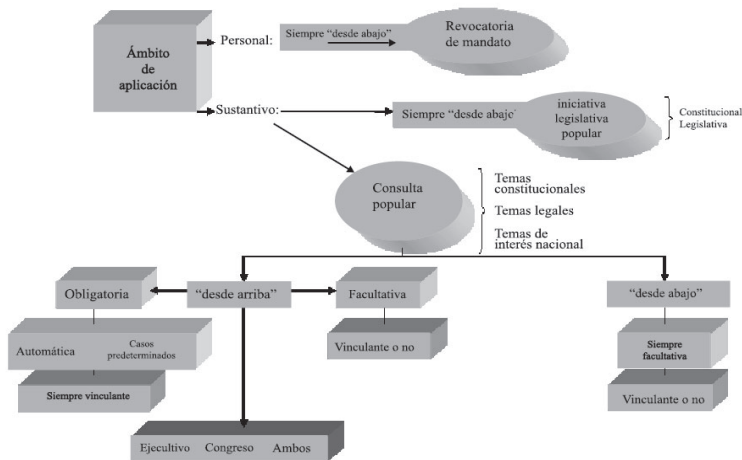 Ámbito
de
aplicación
Personal:
Siempre “desde abajo”
Revocatoria
de mandato
Sustantivo:
Siempre “desde abajo”
iniciativa
legislativa
popular
Constitucional
Legislativa
Consulta
popular
Temas
constitucionales
Temas legales
Temas de
interés nacional
Obligatoria
“desde arriba”
Facultativa
“desde abajo”
Automática
Casos
predeterminados
Vinculante o no
Siempre
facultativa
Siempre vinculante
Vinculante o no
Ejecutivo Congreso Ambos